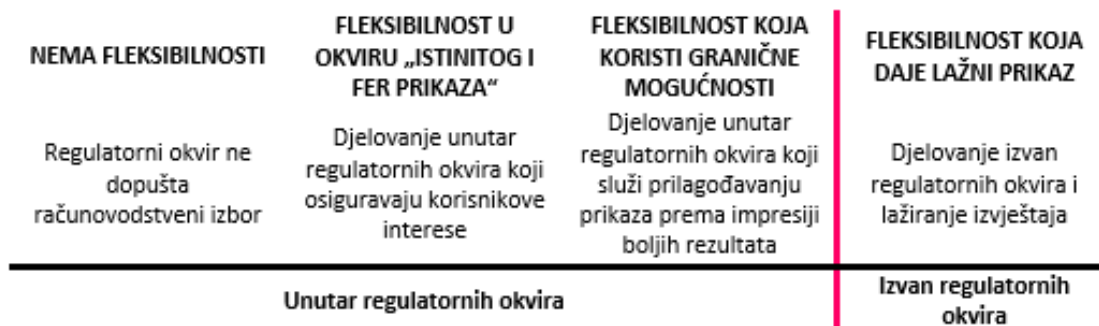 NEMA FLEKSIBILNOSTI
Regulatorni okvir ne
dopušta
računovodstveni izbor
FLEKSIBILNOST U
OKVIRU „ISTINITOG I
FER PRIKAZA“
Djelovanje unutar
regulatornih okvira koji
osiguravaju korisnikove
interese
FLEKSIBILNOST KOJA
KORISTI GRANIČNE
MOGUĆNOSTI
Djelovanje unutar
regulatornih okvira koji
služi prilagođavanju
prikaza prema impresiji
boljih rezultata
FLEKSIBILNOST KOJA
DAJE LAŽNI PRIKAZ
Djelovanje izvan
regulatornih okvira i
lažiranje izvještaja
Unutar regulatornih okvira
Izvan regulatornih
okvira